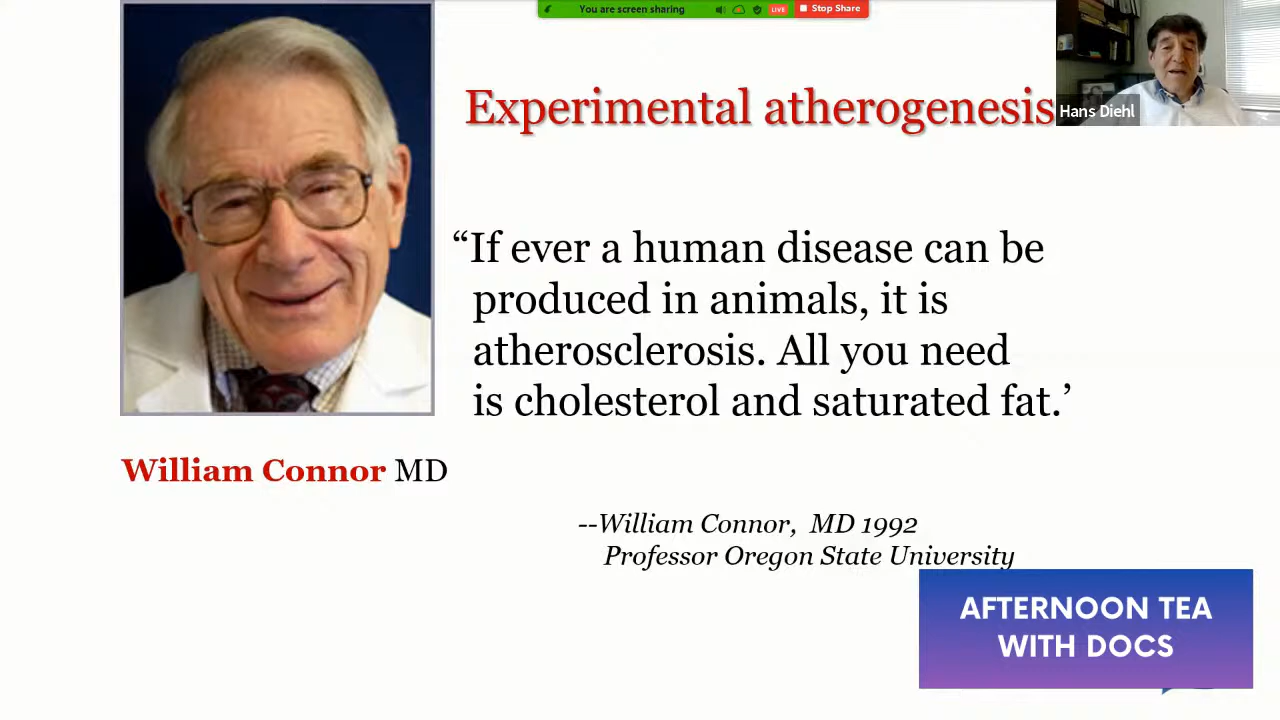 You are screen sharing
LIVE
Stop Share
Hans Diehl
Experimental atherogenesis
“If ever a human disease can be
produced in animals, it is
atherosclerosis. All you need
is cholesterol and saturated fat.’
William Connor MD
--William Connor,  MD 1992
Professor Oregon State University
AFTERNOON TEA
WITH DOCS